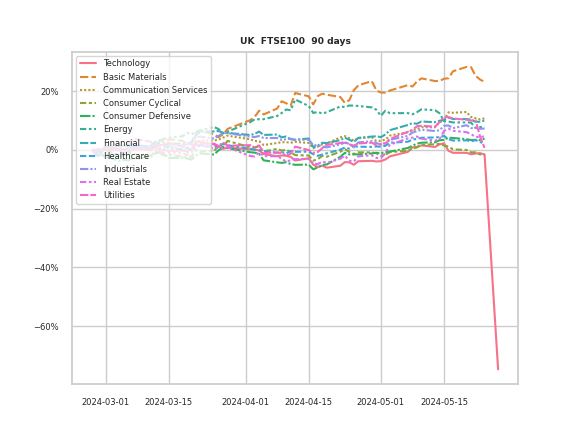 UK FTSE100 90 days
Technology
Basic Materials
Communication Services
Consumer Cyclical
Consumer Defensive
Energy
Financial
Healthcare
Industrials
Real Estate
Utilities
20%
0%
−20%
−40%
−60%
2024-03-01 2024-03-15 2024-04-01 2024-04-15 2024-05-01 2024-05-15